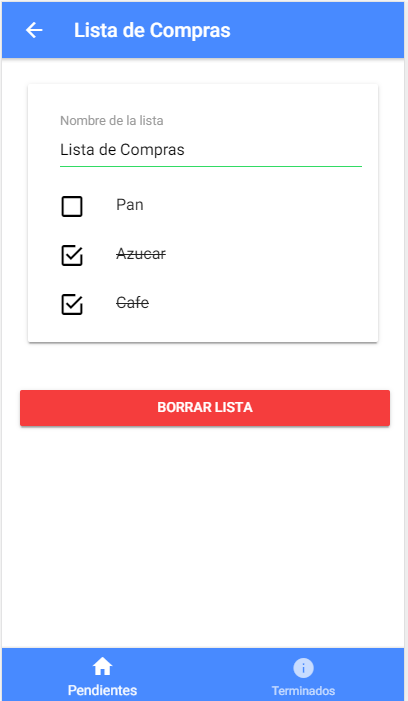 Lista de Compras
Nombre de la lista
Lista de Compras
Pan
Azucar
Cafe
BORRAR LISTA
Pendientes
Terminados